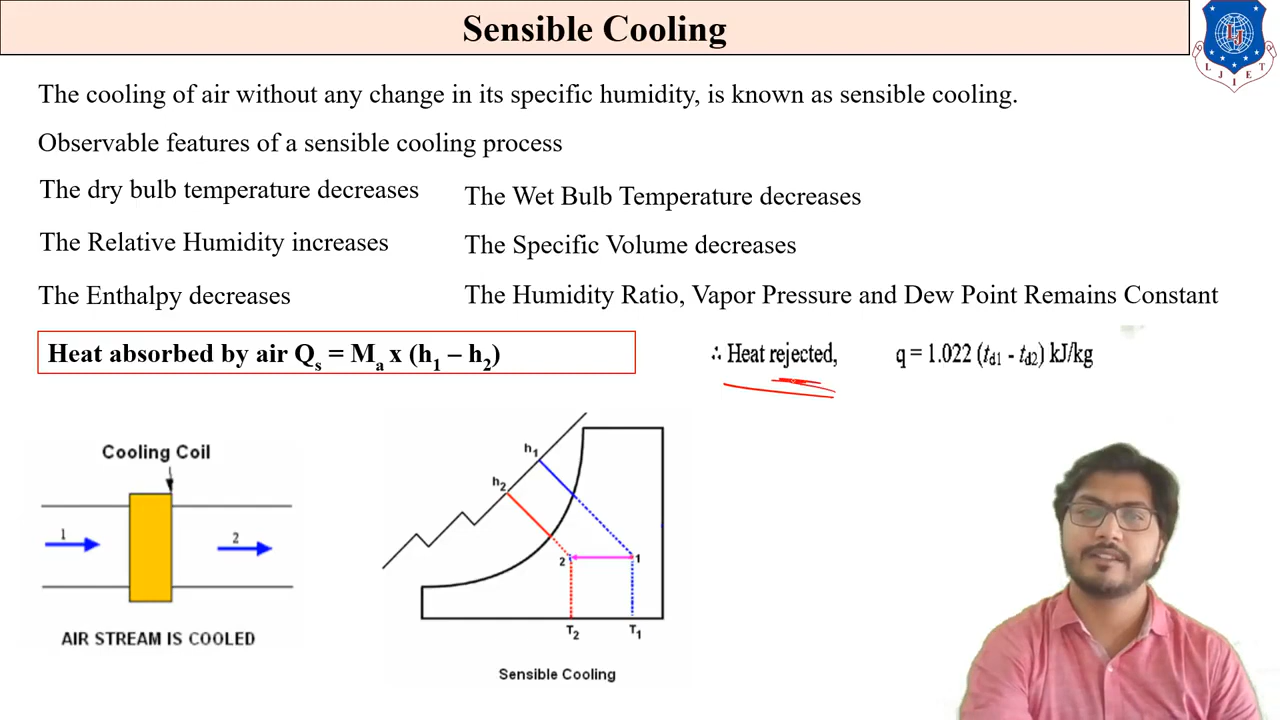 Sensible Cooling
LJIET
The cooling of air without any change in its specific humidity, is known as sensible cooling.
Observable features of a sensible cooling process
The dry bulb temperature decreases
The Wet Bulb Temperature decreases
The Relative Humidity increases
The Specific Volume decreases
The Enthalpy decreases
The Humidity Ratio, Vapor Pressure and Dew Point Remains Constant
Heat absorbed by air Qs = Ma x (h1 – h2)
∴ Heat rejected, q = 1.022 (td1 - td2) kJ/kg
Cooling Coil
1
2
AIR STREAM IS COOLED
h1
h2
2
1
T2
T1
Sensible Cooling